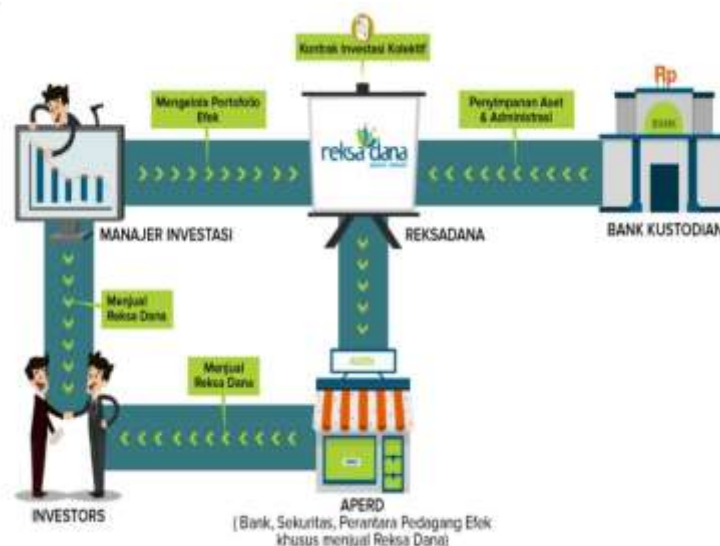 Kontrak Investasi Kolektif
Mengelola Portofolio
Efek
Penyimpanan Aset
& Administrasi
Rp
BANK
reksa dana
MANAJER INVESTASI
REKSADANA
BANK KUSTODIAN
Menjual
Reksa Dana
Menjual
Reksa Dana
INVESTORS
APERD
(Bank, Sekuritas, Perantara Pedagang Efek
khusus menjual Reksa Dana)